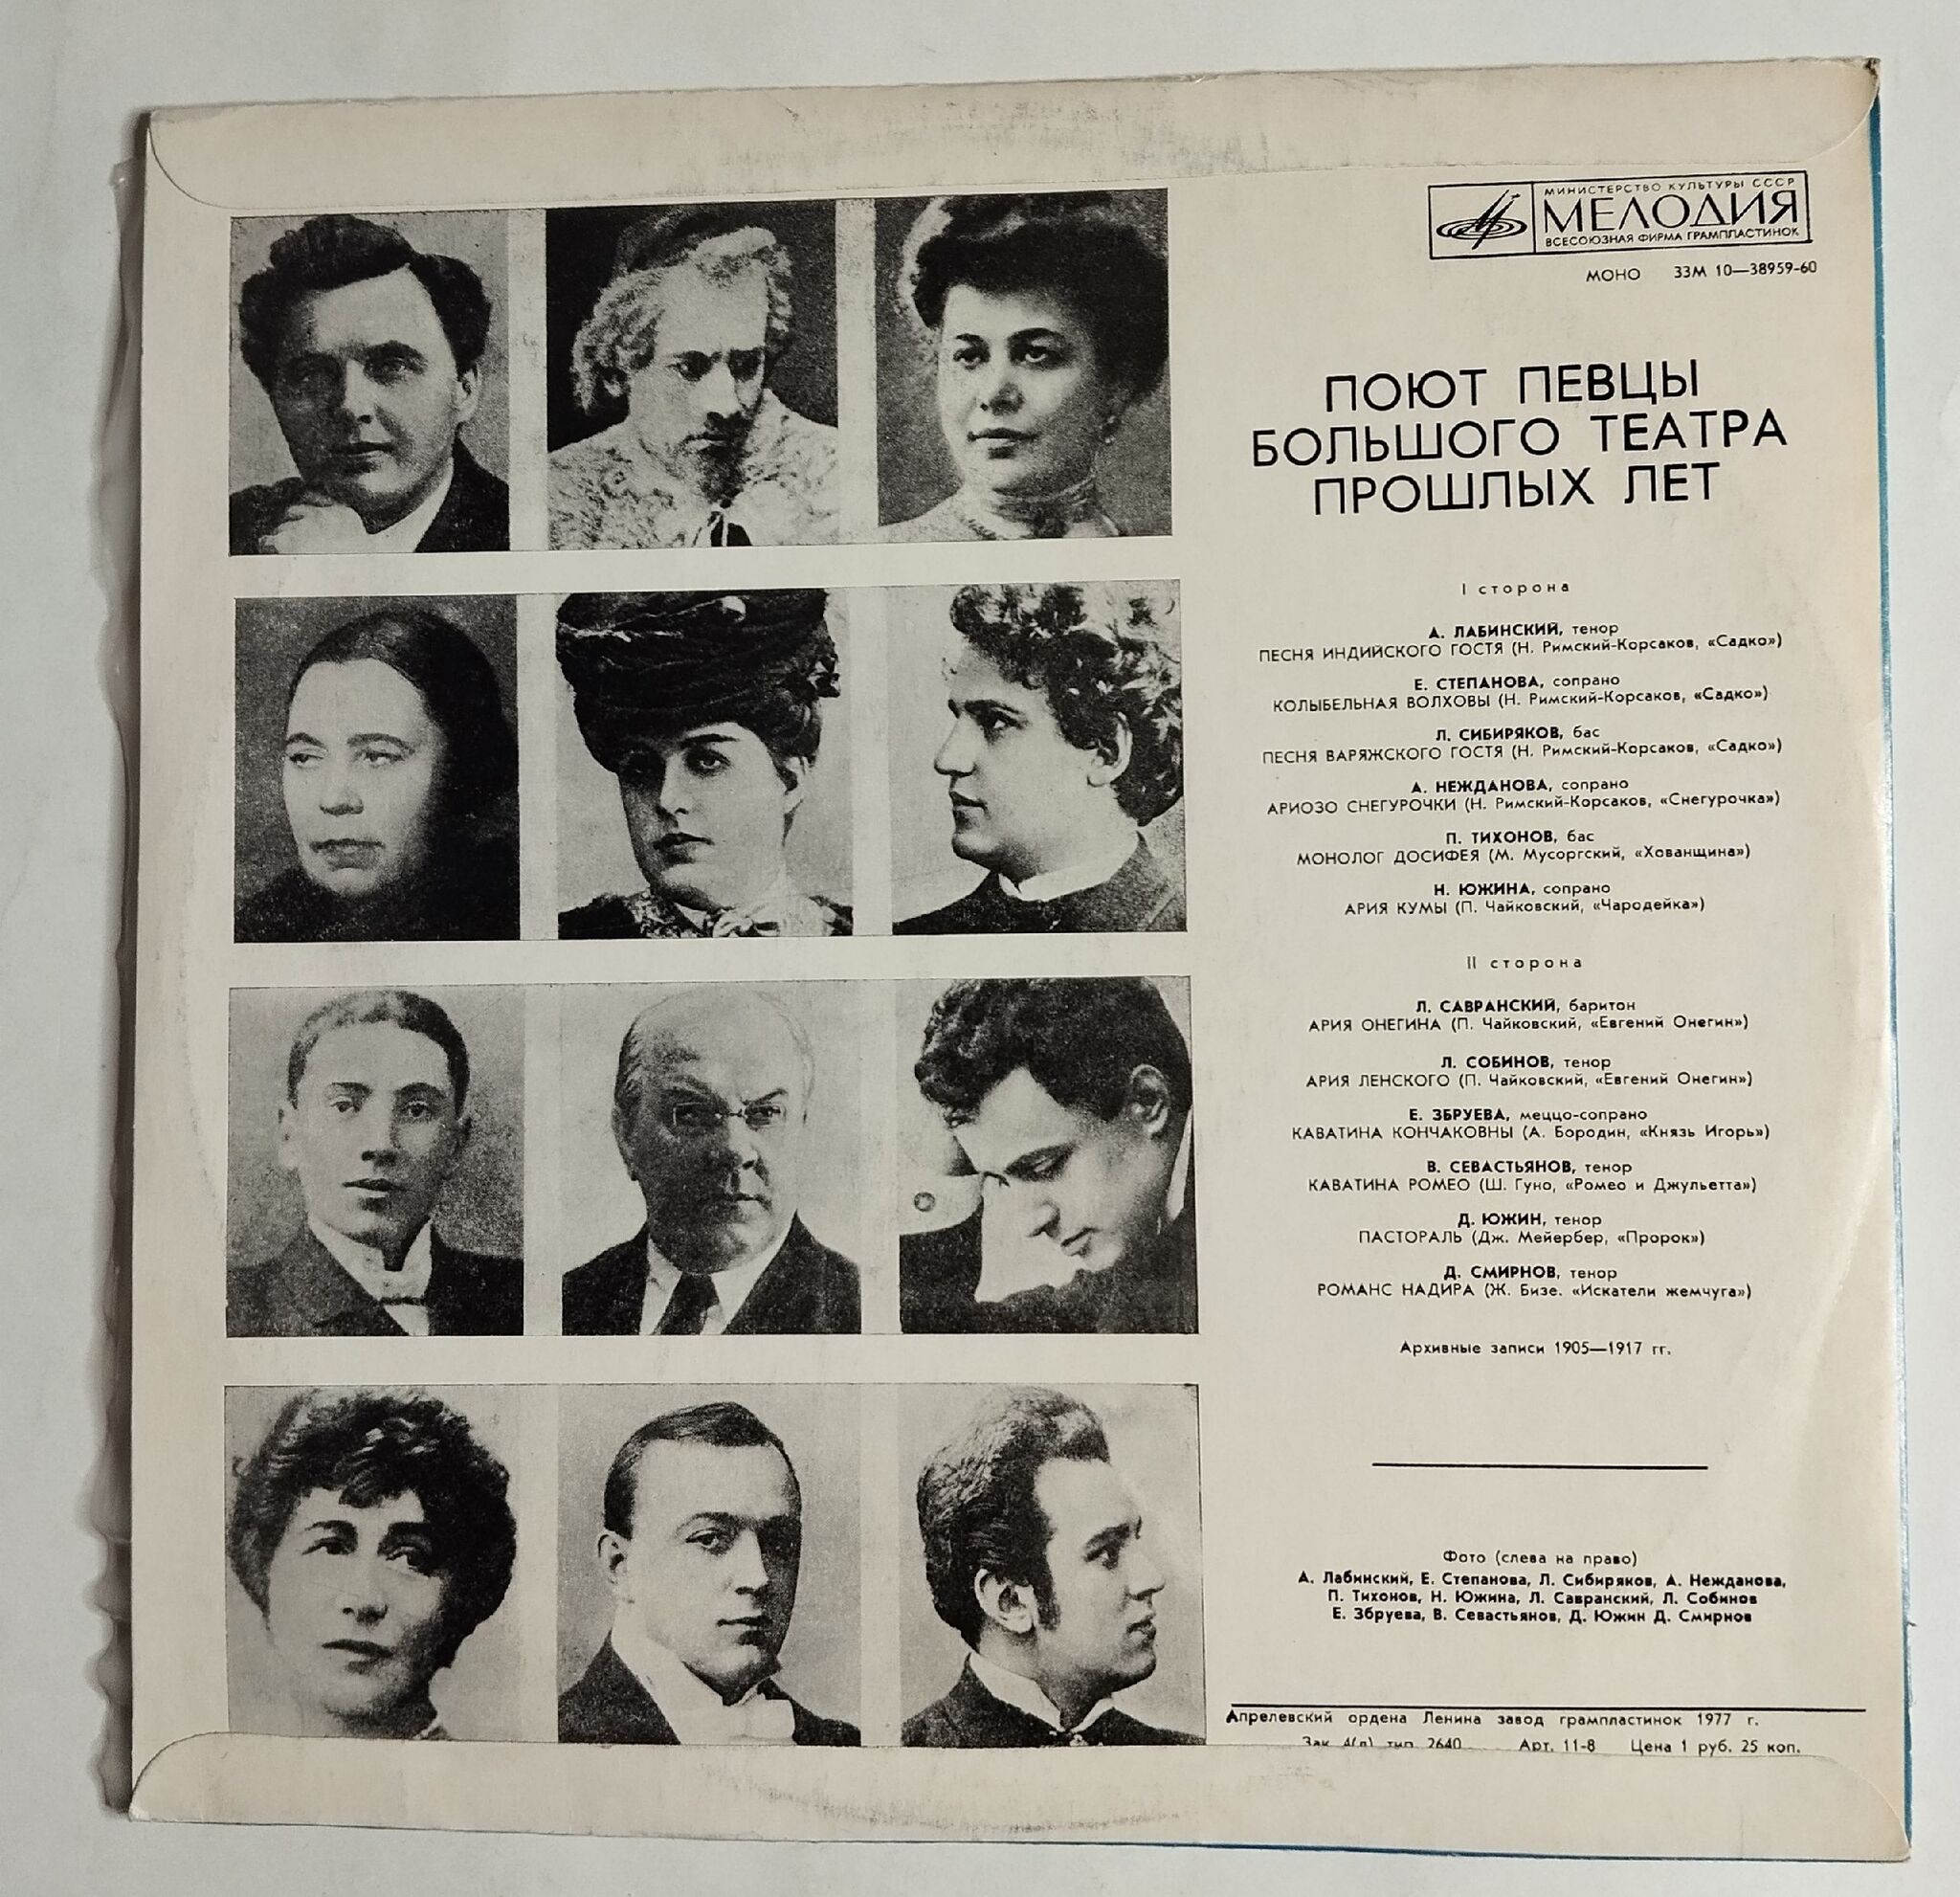 МИНИСТЕРСТВО КУЛЬТУРЫ СССР
МЕЛОДИЯ
ВСЕСОЮЗНАЯ ФИРМА ГРАМПЛАСТИНОК
МОНО 33М 10—38959-60
ПОЮТ ПЕВЦЫ
БОЛЬШОГО ТЕАТРА
ПРОШЛЫХ ЛЕТ
I сторона
А. ЛАБИНСКИЙ, тенор
ПЕСНЯ ИНДИЙСКОГО ГОСТЯ (Н. Римский-Корсаков, «Садко»)
Е. СТЕПАНОВА, сопрано
КОЛЫБЕЛЬНАЯ ВОЛХОВЫ (Н. Римский-Корсаков, «Садко»)
Л. СИБИРЯКОВ, бас
ПЕСНЯ ВАРЯЖСКОГО ГОСТЯ (Н. Римский-Корсаков, «Садко»)
А. НЕЖДАНОВА, сопрано
АРИОЗО СНЕГУРОЧКИ (Н. Римский-Корсаков, «Снегурочка»)
П. ТИХОНОВ, бас
МОНОЛОГ ДОСИФЕЯ (М. Мусоргский, «Хованщина»)
Н. ЮЖИНА, сопрано
АРИЯ КУМЫ (П. Чайковский, «Чародейка»)
II сторона
Л. САВРАНСКИЙ, баритон
АРИЯ ОНЕГИНА (П. Чайковский, «Евгений Онегин»)
Л. СОБИНОВ, тенор
АРИЯ ЛЕНСКОГО (П. Чайковский, «Евгений Онегин»)
Е. ЗБРУЕВА, меццо-сопрано
КАВАТИНА КОНЧАКОВНЫ (А. Бородин, «Князь Игорь»)
В. СЕВАСТЬЯНОВ, тенор
КАВАТИНА РОМЕО (Ш. Гуно, «Ромео и Джульетта»)
Д. ЮЖИН, тенор
ПАСТОРАЛЬ (Дж. Мейербер, «Пророк»)
Д. СМИРНОВ, тенор
РОМАНС НАДИРА (Ж. Бизе. «Искатели жемчуга»)
Архивные записи 1905—1917 гг.
Фото (слева на право)
А. Лабинский, Е. Степанова, Л. Сибиряков, А. Нежданова,
П. Тихонов, Н. Южина, Л. Савранский, Л. Собинов
Е. Збруева, В. Севастьянов, Д. Южин Д. Смирнов
Апрелевский ордена Ленина завод грампластинок 1977 г.
Зак. 4(л) тип. 2640 Арт. 11-8 Цена 1 руб. 25 коп.